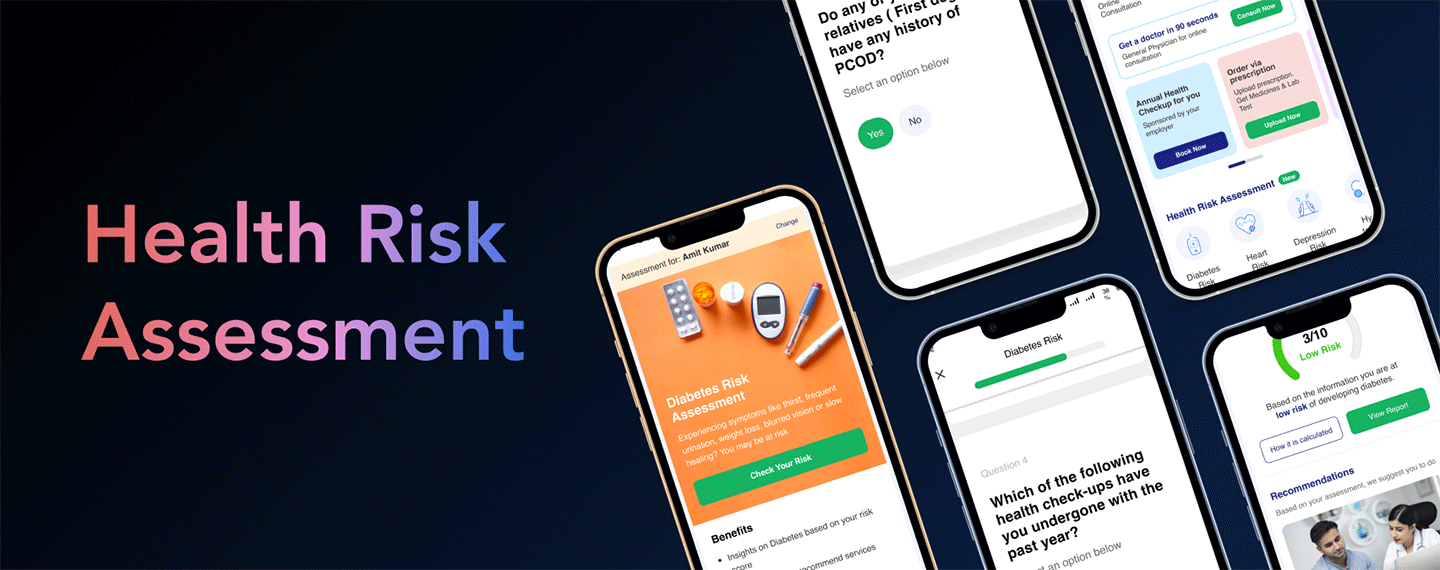 Health Risk
Assessment
Assessment for: Amit Kumar
Change
Diabetes Risk
Assessment
Experiencing symptoms like thirst, frequent
urination, weight loss, blurred vision or slow
healing? You may be at risk
Check Your Risk
Benefits
Insights on Diabetes based on your risk
score
recommend services
Do any of
relatives ( First
have any history of
PCOD?
Select an option below
Yes
No
Diabetes Risk
Question 4
Which of the following
health check-ups have
you undergone with the
past year?
an option below
38
%
Online
Consultation
Get a doctor in 90 seconds
General Physician for online
consultation
Consult Now
Annual Health
Checkup for you
Sponsored by your
employer
Book Now
Order via
prescription
Upload prescription.
Get Medicines & Lab
Test
Upload Now
Health Risk Assessment
New
Diabetes
Risk
Heart
Risk
Depression
Risk
3/10
Low Risk
Based on the information you are at
low risk of developing diabetes.
How it is calculated
View Report
Recommendations
Based on your assessment, we suggest you to do